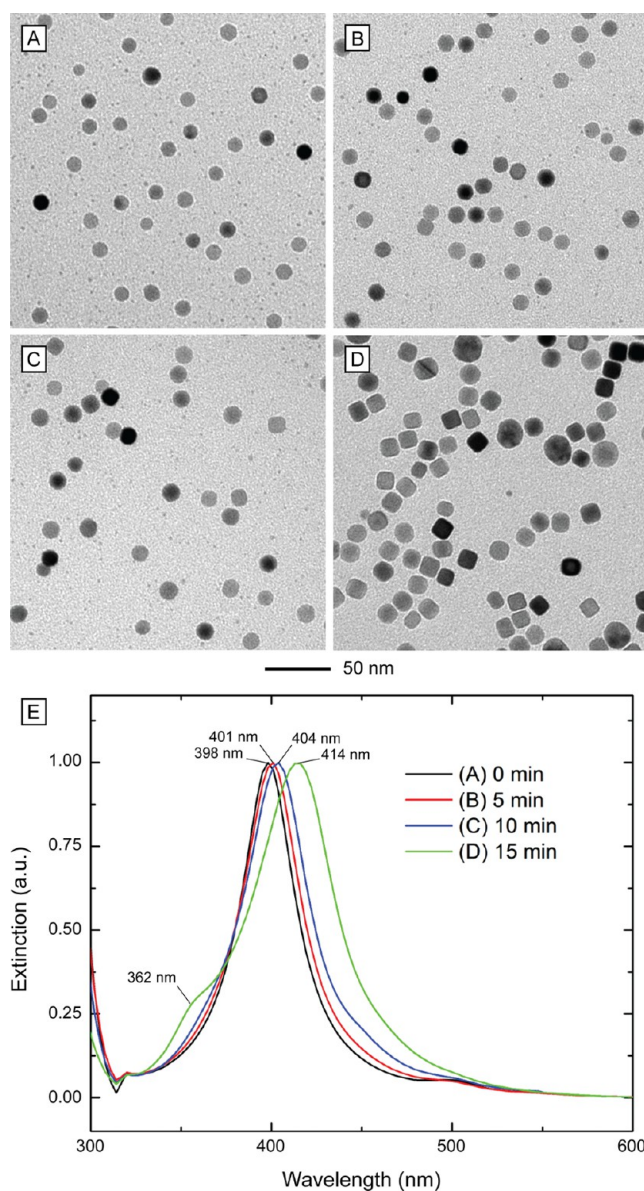 A
B
C
D
50 nm
E
401 nm
404 nm
398 nm
414 nm
(A) 0 min
(B) 5 min
(C) 10 min
(D) 15 min
362 nm
1.00
0.75
0.50
0.25
0.00
Extinction (a.u.)
300
400
500
600
Wavelength (nm)